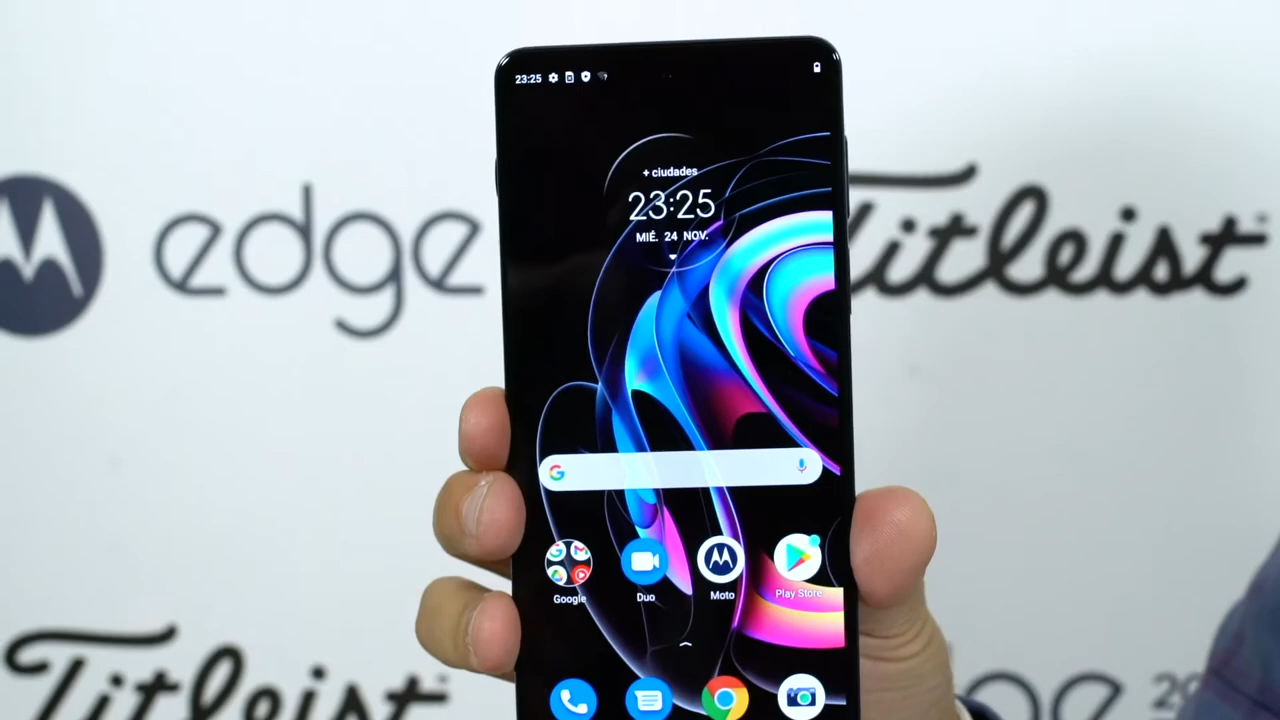 23:25
+ ciudades
23:25
MIÉ. 24 NOV.
edge
Titleist
Google
Duo
Moto
Play Store
Titleist